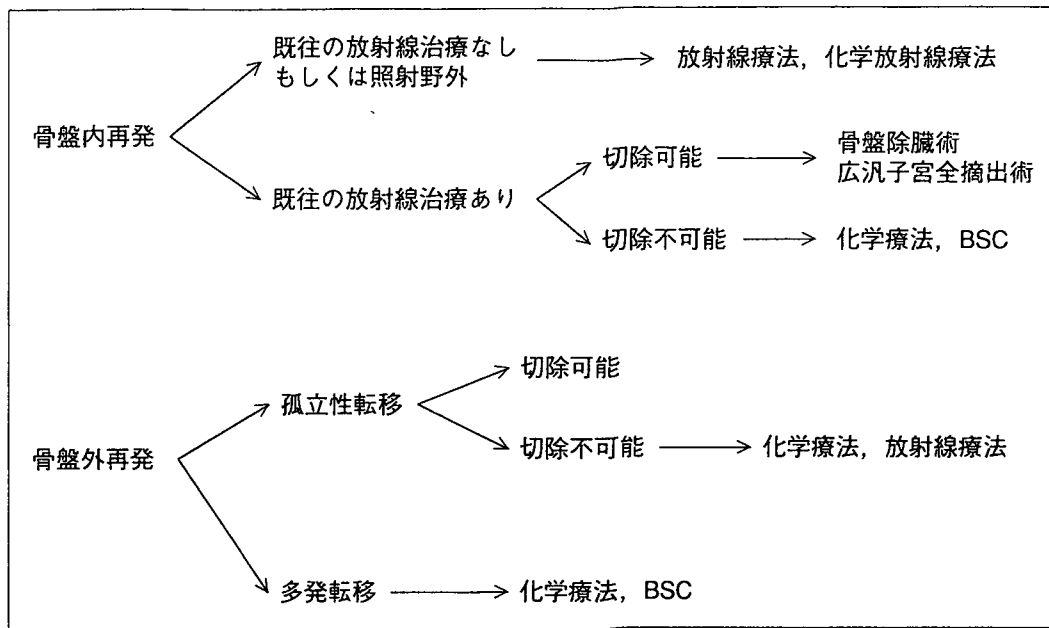 既往の放射線治療なし
もしくは照射野外
放射線療法，化学放射線療法
骨盤内再発
既往の放射線治療あり
切除可能
骨盤除臓術
広汎子宮全摘出術
切除不可能
化学療法，BSC
骨盤外再発
孤立性転移
切除可能
切除不可能
化学療法，放射線療法
多発転移
化学療法，BSC